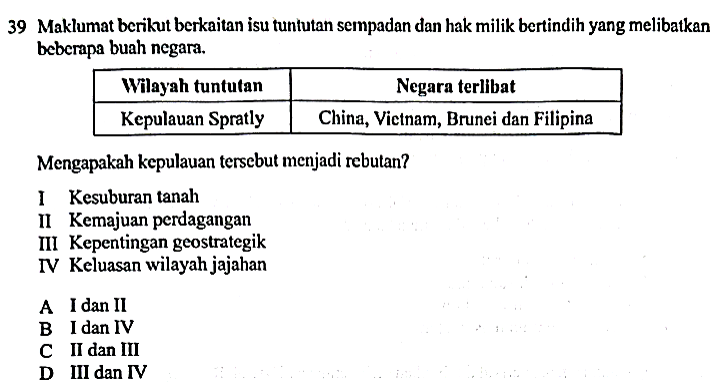 39 Maklumat berikut berkaitan isu tuntutan sempadan dan hak milik bertindih yang melibatkan
beberapa buah negara.
Wilayah tuntutan Negara terlibat
Kepulauan Spratly China, Vietnam, Brunei dan Filipina
Mengapakah kepulauan tersebut menjadi rebutan?
I Kesuburan tanah
II Kemajuan perdagangan
III Kepentingan geostrategik
IV Keluasan wilayah jajahan
A I dan II
B I dan IV
C II dan III
D III dan IV